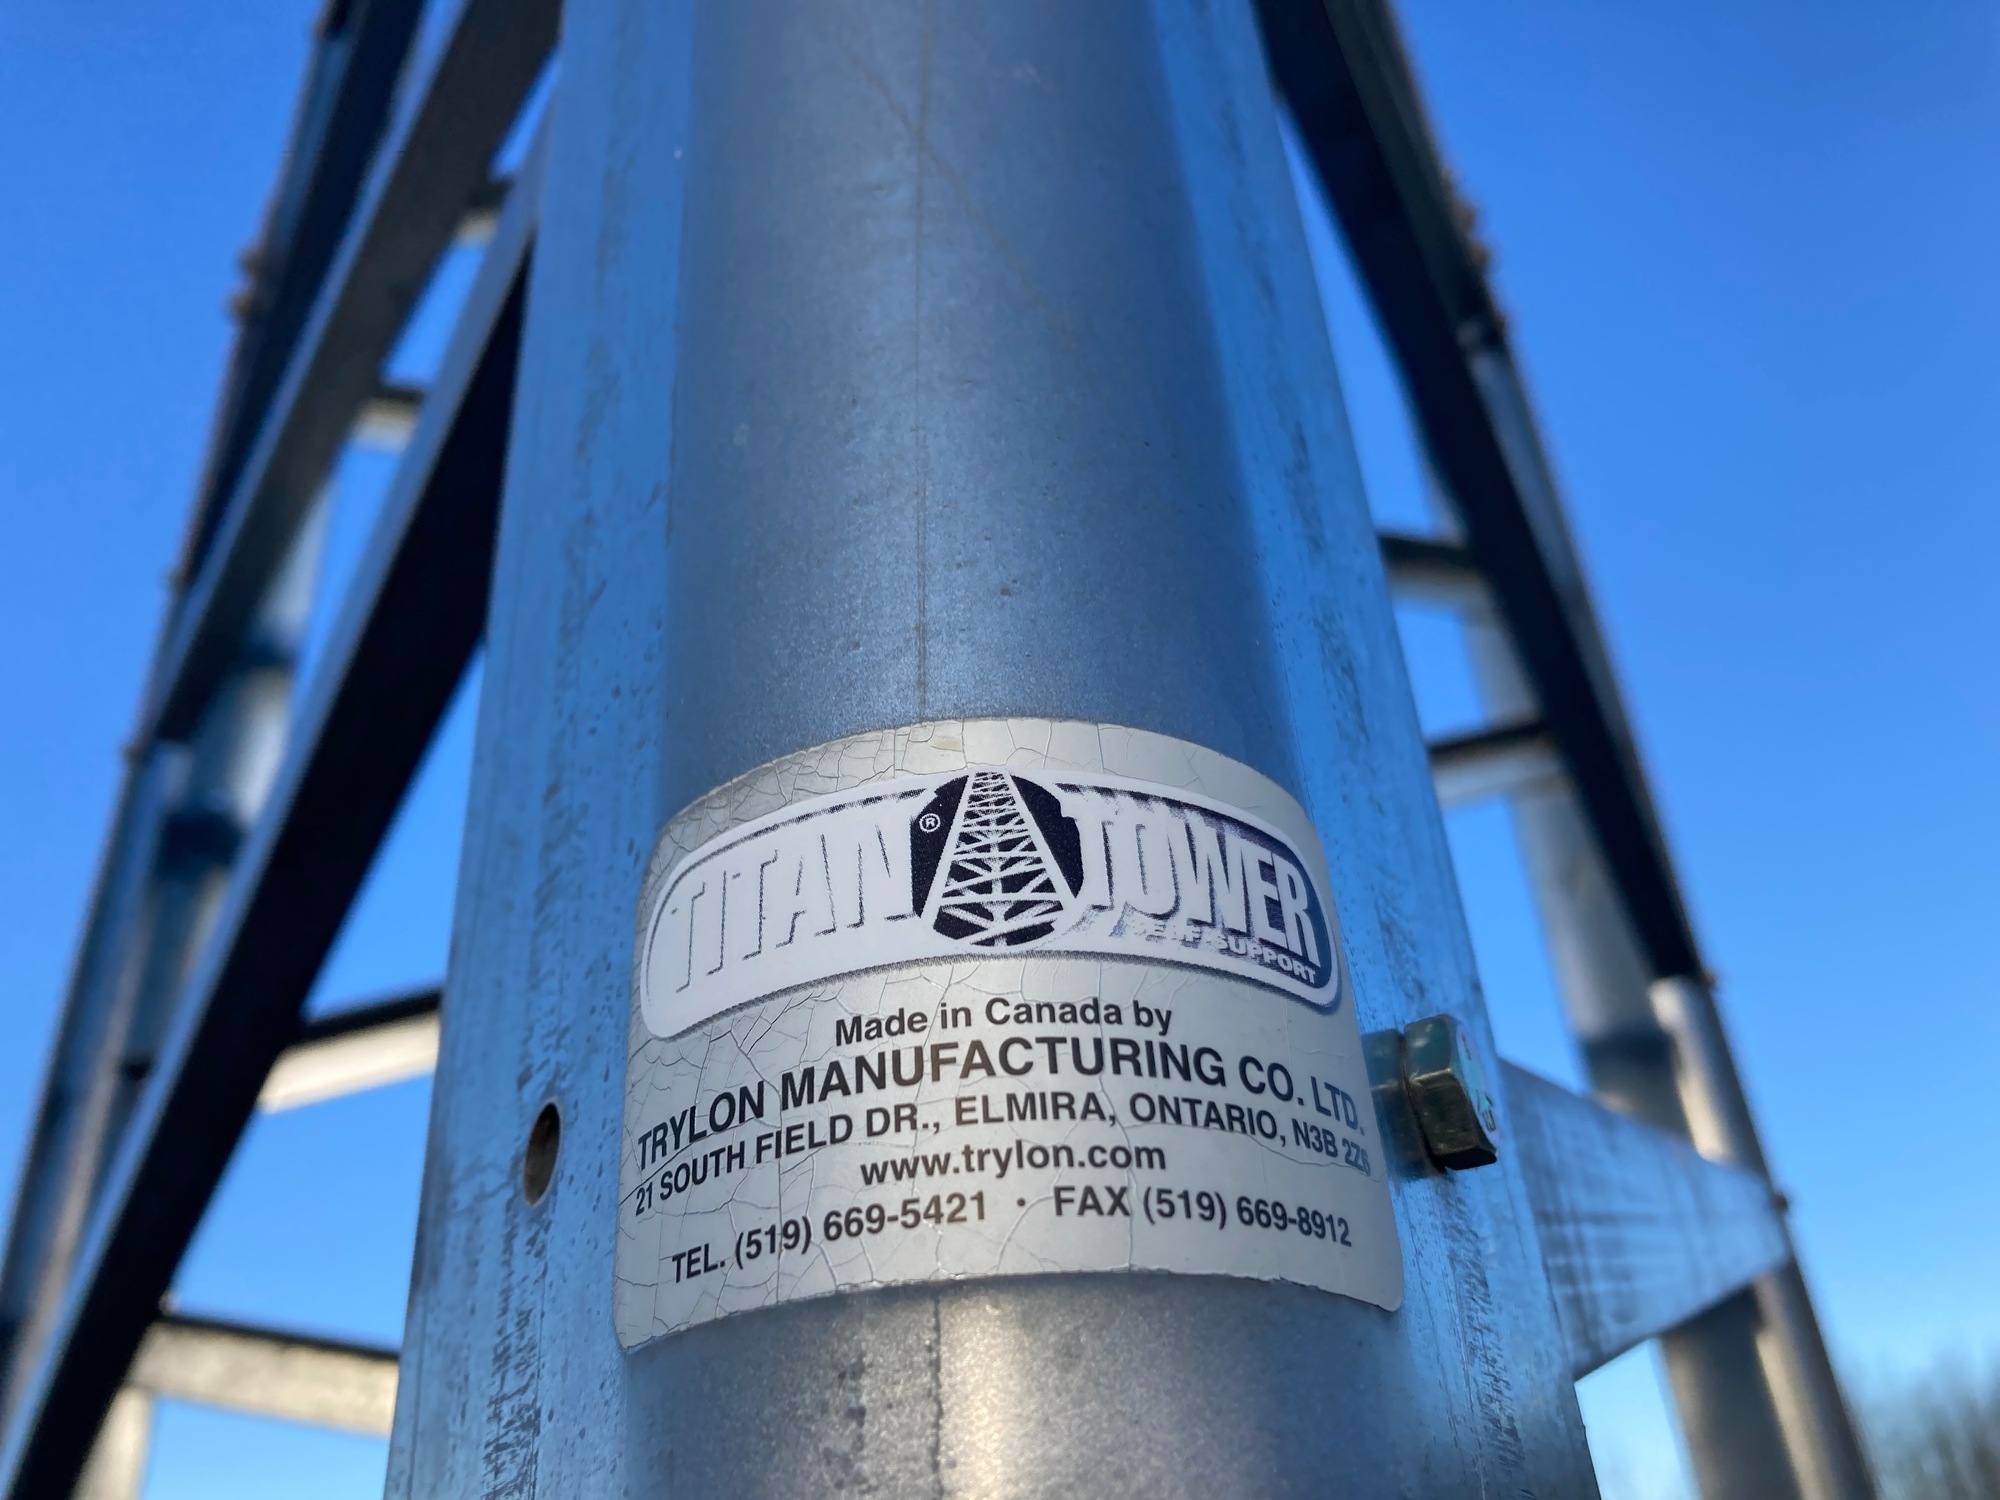 TITAN® TOWER
SELF SUPPORT
Made in Canada by
TRYLON MANUFACTURING CO. LTD.
21 SOUTH FIELD DR., ELMIRA, ONTARIO, N3B 2Z6
www.trylon.com
TEL. (519) 669-5421 • FAX (519) 669-8912